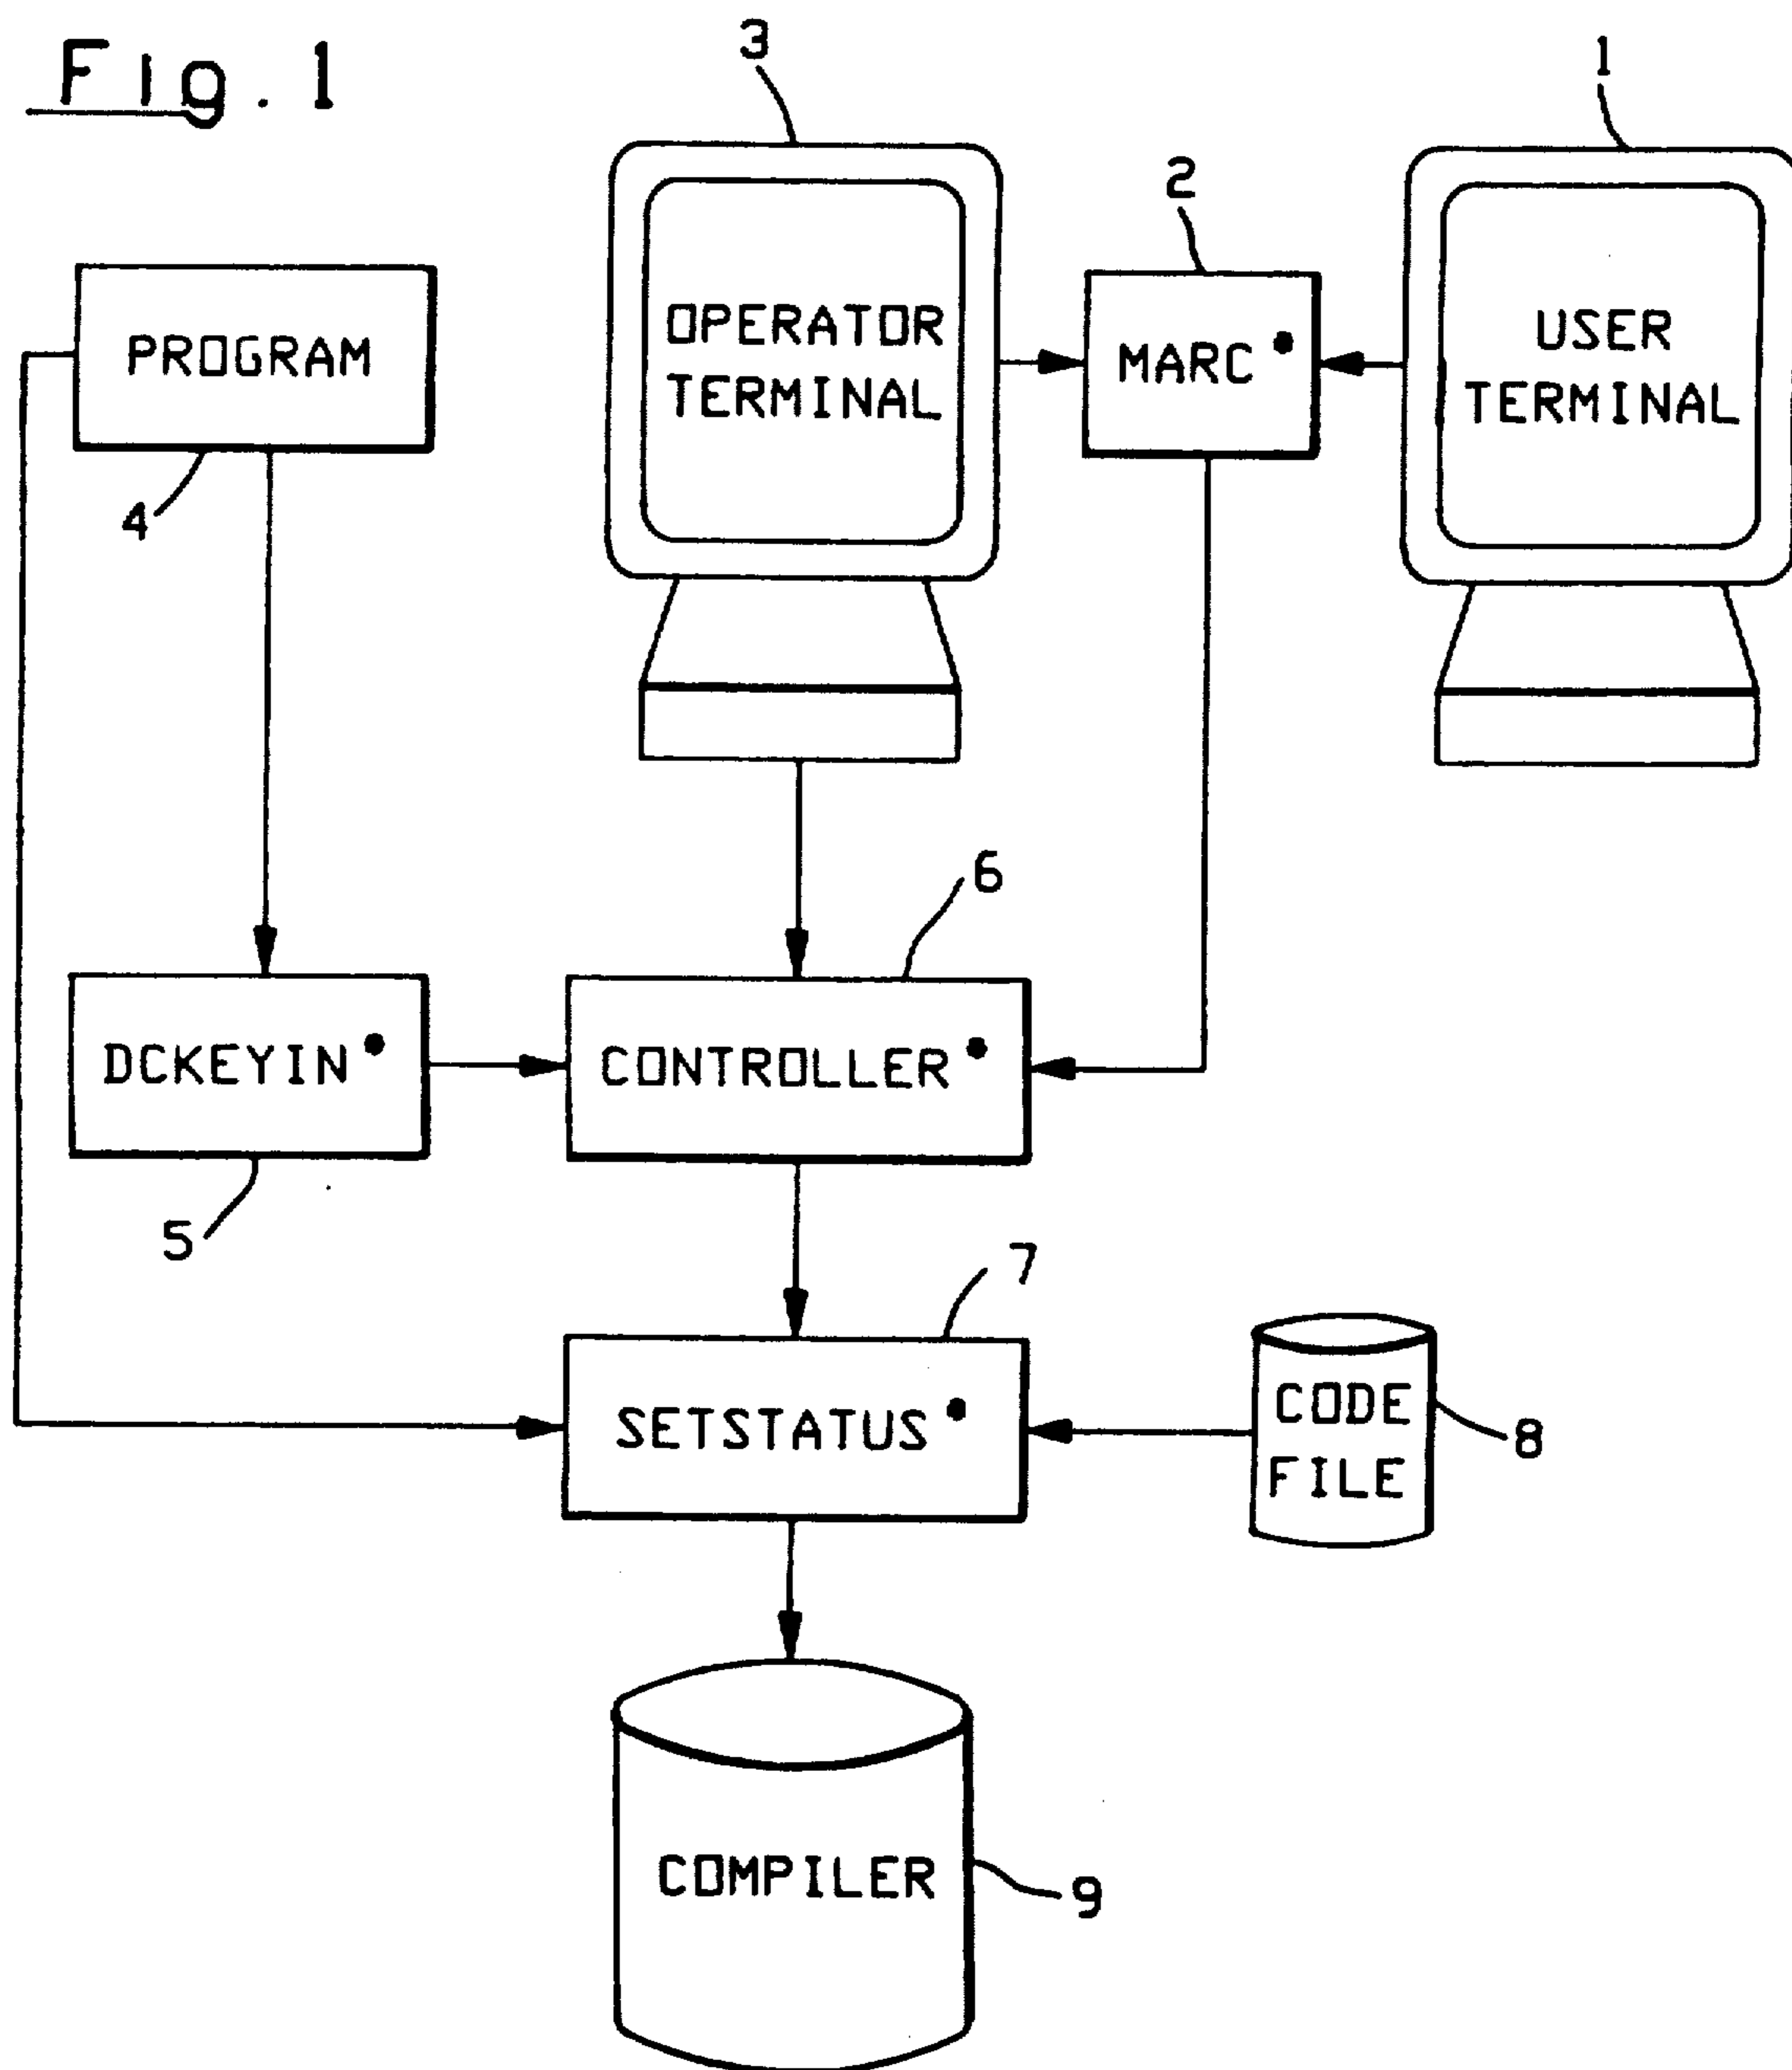 Fig. 1
3
1
2
OPERATOR
TERMINAL
MARC •
USER
TERMINAL
PROGRAM
4
6
DCKEYIN •
CONTROLLER •
5
7
SETSTATUS •
CODE
FILE
8
COMPILER
9